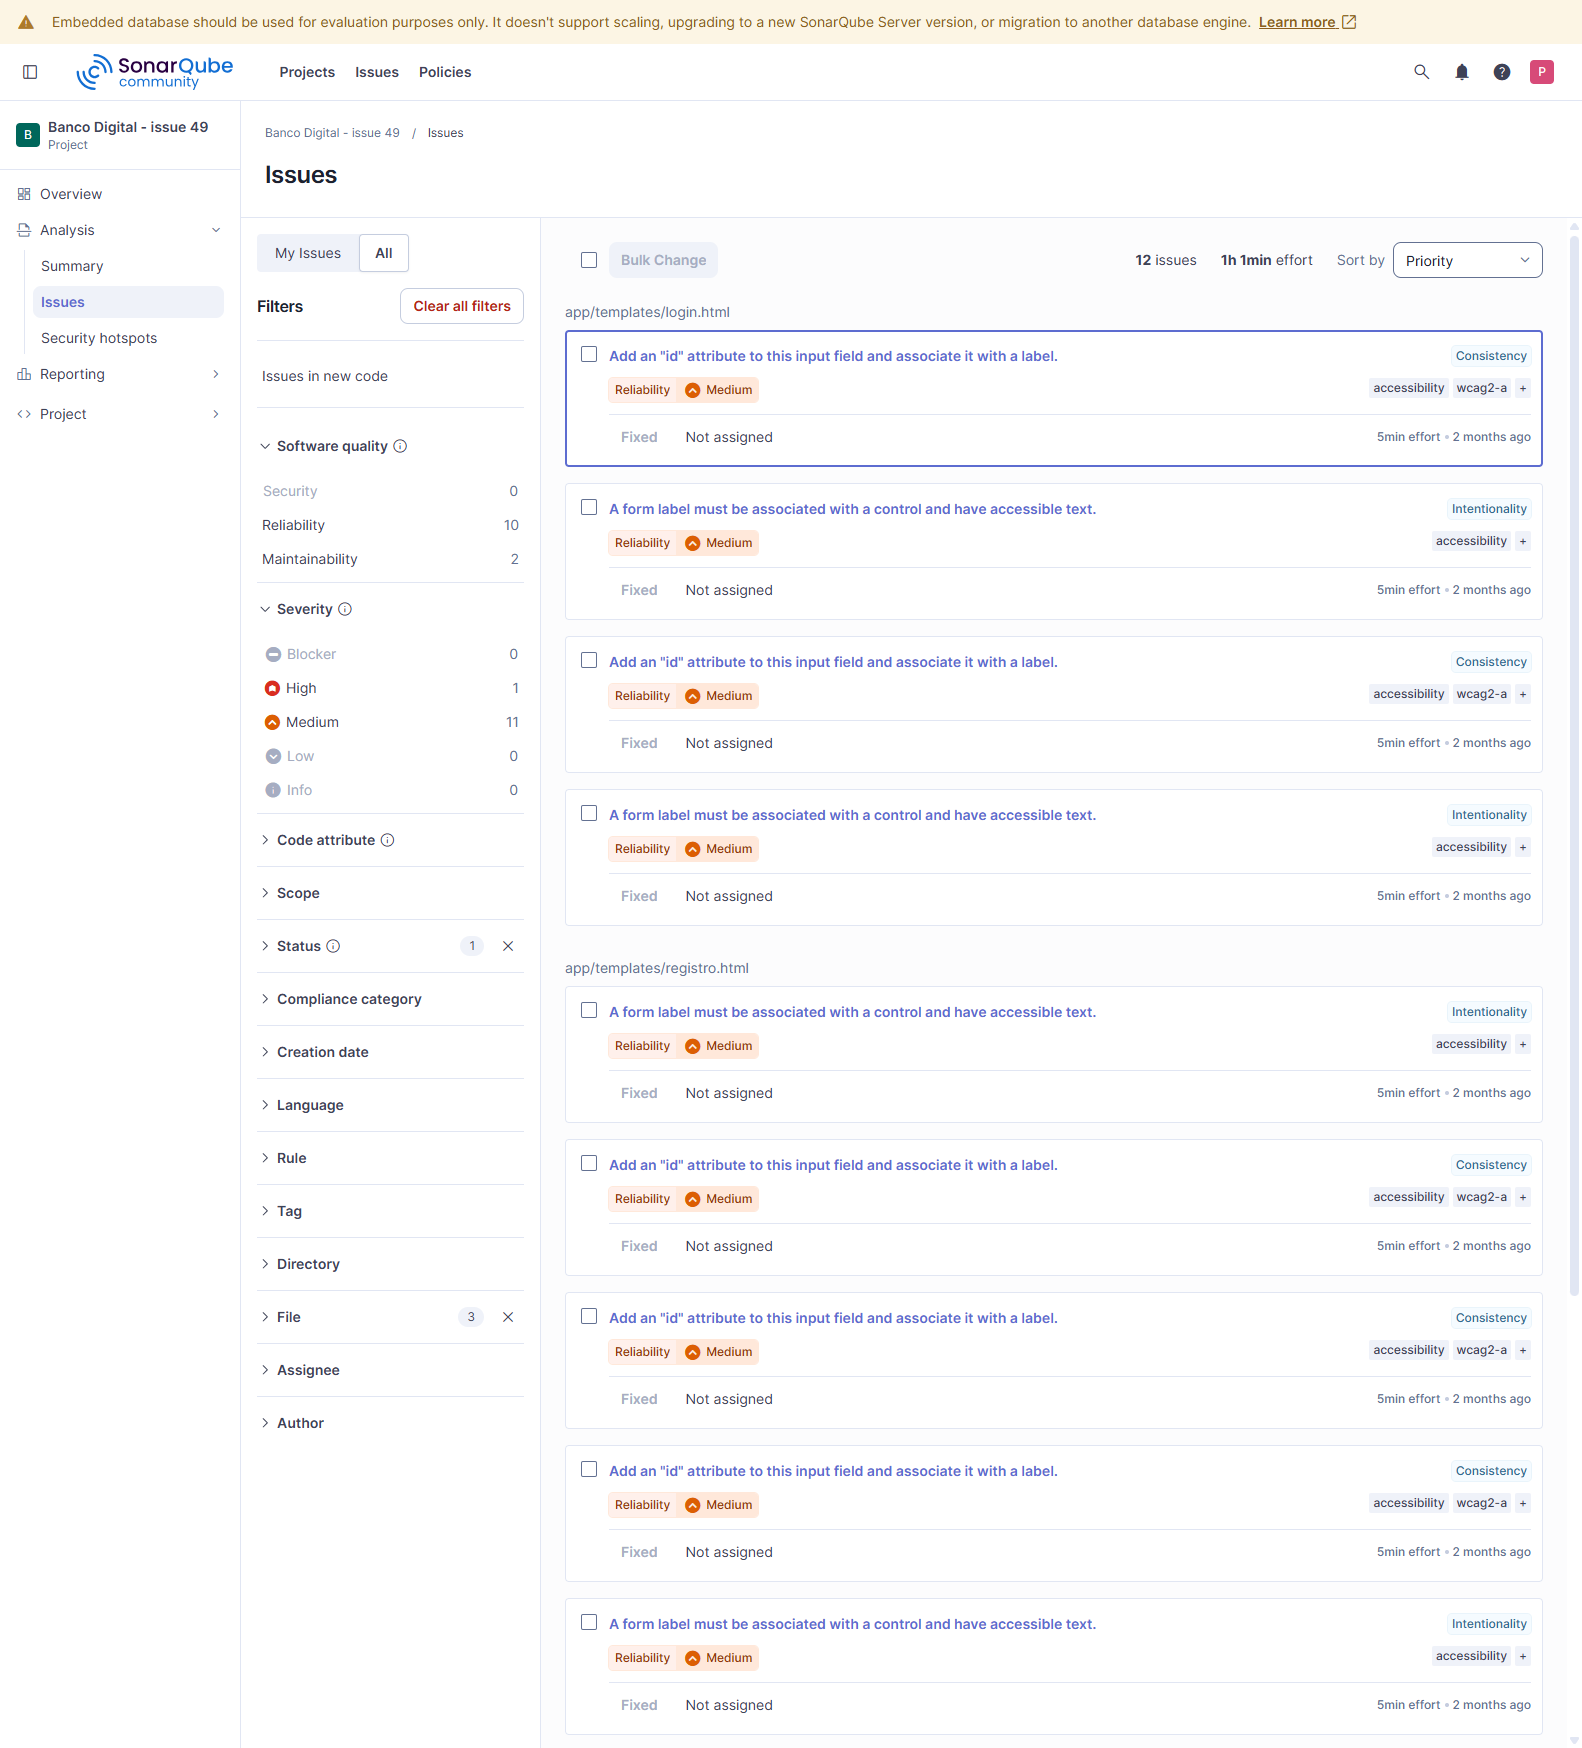 Embedded database should be used for evaluation purposes only. It doesn't support scaling, upgrading to a new SonarQube Server version, or migration to another database engine. Learn more
SonarQube community
Projects Issues Policies
? P
B Banco Digital - issue 49
Project
Overview
Analysis
Summary
Issues
Security hotspots
Reporting
Project
Banco Digital - issue 49 / Issues
Issues
My Issues All
Filters Clear all filters
Issues in new code
Software quality
Security 0
Reliability 10
Maintainability 2
Severity
Blocker 0
High 1
Medium 11
Low 0
Info 0
Code attribute
Scope
Status 1
Compliance category
Creation date
Language
Rule
Tag
Directory
File 3
Assignee
Author
Bulk Change 12 issues 1h 1min effort Sort by Priority
app/templates/login.html
Add an "id" attribute to this input field and associate it with a label. Consistency
Reliability Medium accessibility wcag2-a +
Fixed Not assigned 5min effort • 2 months ago
A form label must be associated with a control and have accessible text. Intentionality
Reliability Medium accessibility +
Fixed Not assigned 5min effort • 2 months ago
Add an "id" attribute to this input field and associate it with a label. Consistency
Reliability Medium accessibility wcag2-a +
Fixed Not assigned 5min effort • 2 months ago
A form label must be associated with a control and have accessible text. Intentionality
Reliability Medium accessibility +
Fixed Not assigned 5min effort • 2 months ago
app/templates/registro.html
A form label must be associated with a control and have accessible text. Intentionality
Reliability Medium accessibility +
Fixed Not assigned 5min effort • 2 months ago
Add an "id" attribute to this input field and associate it with a label. Consistency
Reliability Medium accessibility wcag2-a +
Fixed Not assigned 5min effort • 2 months ago
Add an "id" attribute to this input field and associate it with a label. Consistency
Reliability Medium accessibility wcag2-a +
Fixed Not assigned 5min effort • 2 months ago
Add an "id" attribute to this input field and associate it with a label. Consistency
Reliability Medium accessibility wcag2-a +
Fixed Not assigned 5min effort • 2 months ago
A form label must be associated with a control and have accessible text. Intentionality
Reliability Medium accessibility +
Fixed Not assigned 5min effort • 2 months ago